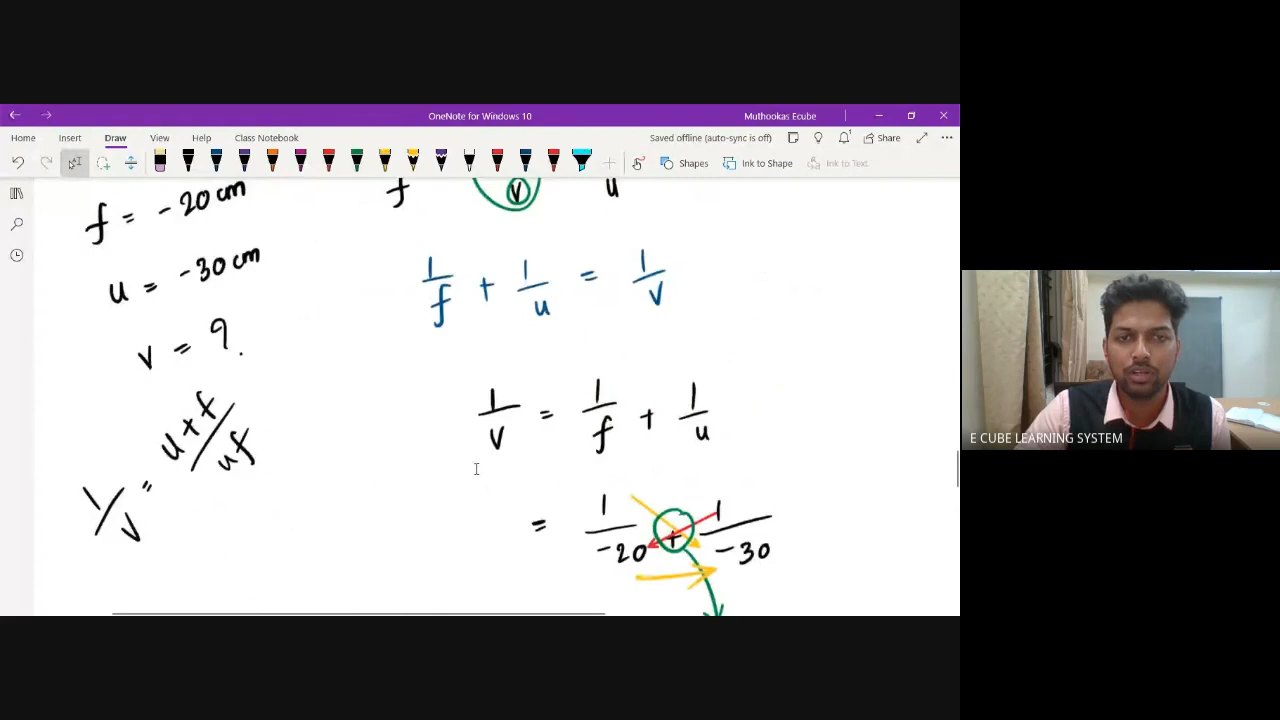 OneNote for Windows 10
Muthookas Ecube
Home Insert Draw View Help Class Notebook
Saved offline (auto-sync is off) Share
Shapes Ink to Shape Ink to Text
f = -20 cm
f v u
u = -30 cm
1/f + 1/u = 1/v
v = ?
1/v = 1/f + 1/u
1/v = u+f/uf
= 1/-20 + 1/-30
E CUBE LEARNING SYSTEM